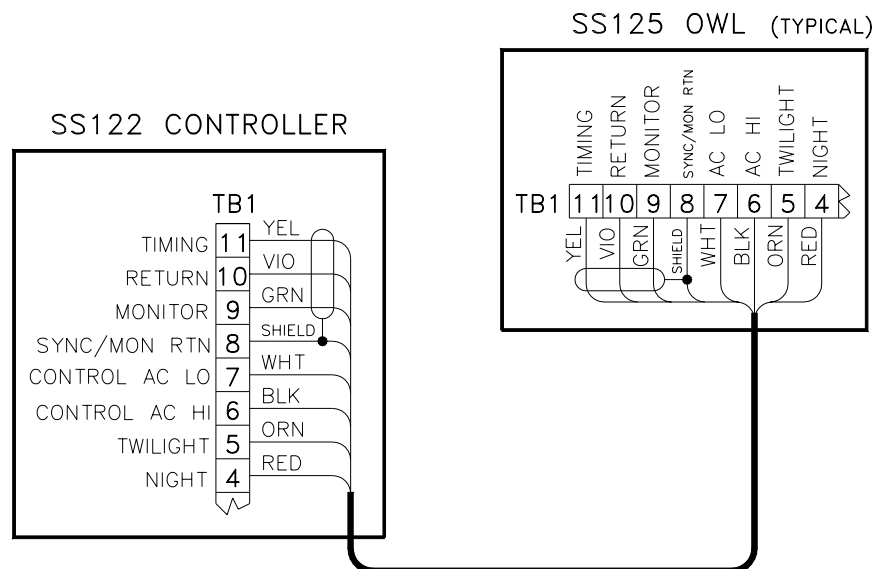 SS125 OWL (TYPICAL)
TIMING
RETURN
MONITOR
SYNC/MON RTN
AC LO
AC HI
TWILIGHT
NIGHT
TB1 11 10 9 8 7 6 5 4
YEL
VIO
GRN
SHIELD
WHT
BLK
ORN
RED
SS122 CONTROLLER
TB1
TIMING 11 YEL
RETURN 10 VIO
MONITOR 9 GRN
SYNC/MON RTN 8 SHIELD
CONTROL AC LO 7 WHT
CONTROL AC HI 6 BLK
TWILIGHT 5 ORN
NIGHT 4 RED